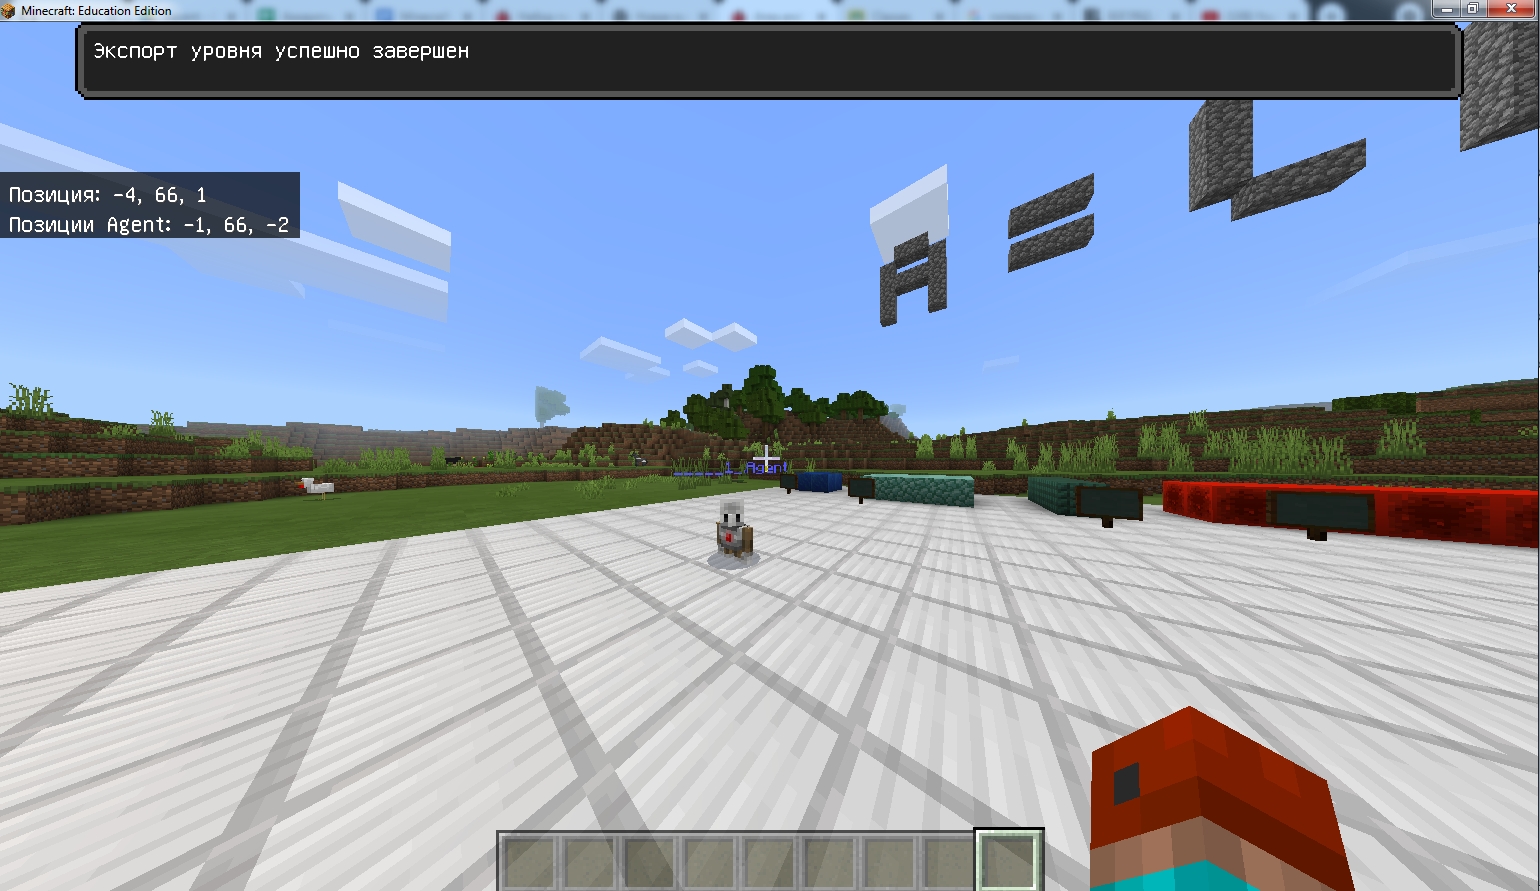 Minecraft: Education Edition
Экспорт уровня успешно завершен
Позиция: -4, 66, 1
Позиции Agent: -1, 66, -2
A = L
Agent